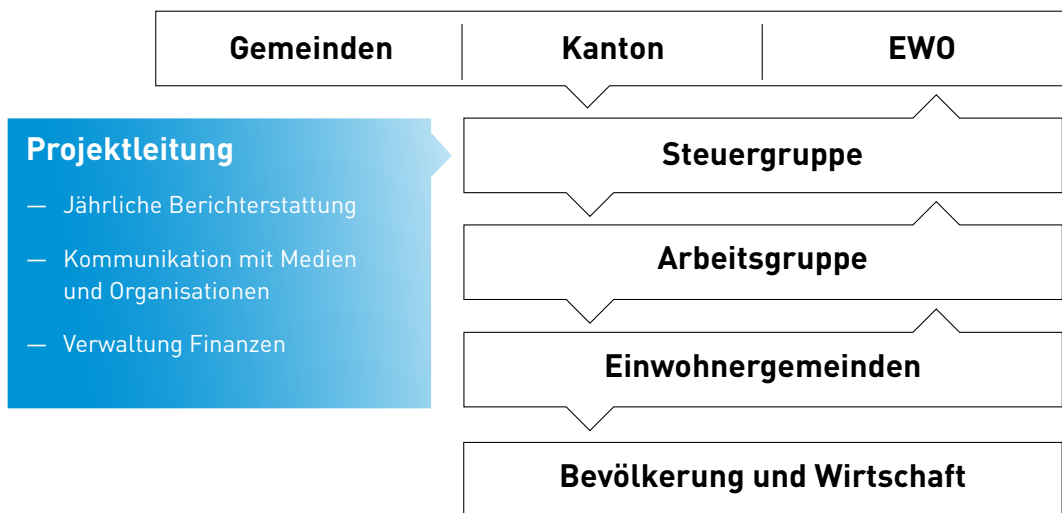 Gemeinden
Kanton
EWO
Projektleitung
— Jährliche Berichterstattung
— Kommunikation mit Medien
und Organisationen
— Verwaltung Finanzen
Steuergruppe
Arbeitsgruppe
Einwohnergemeinden
Bevölkerung und Wirtschaft